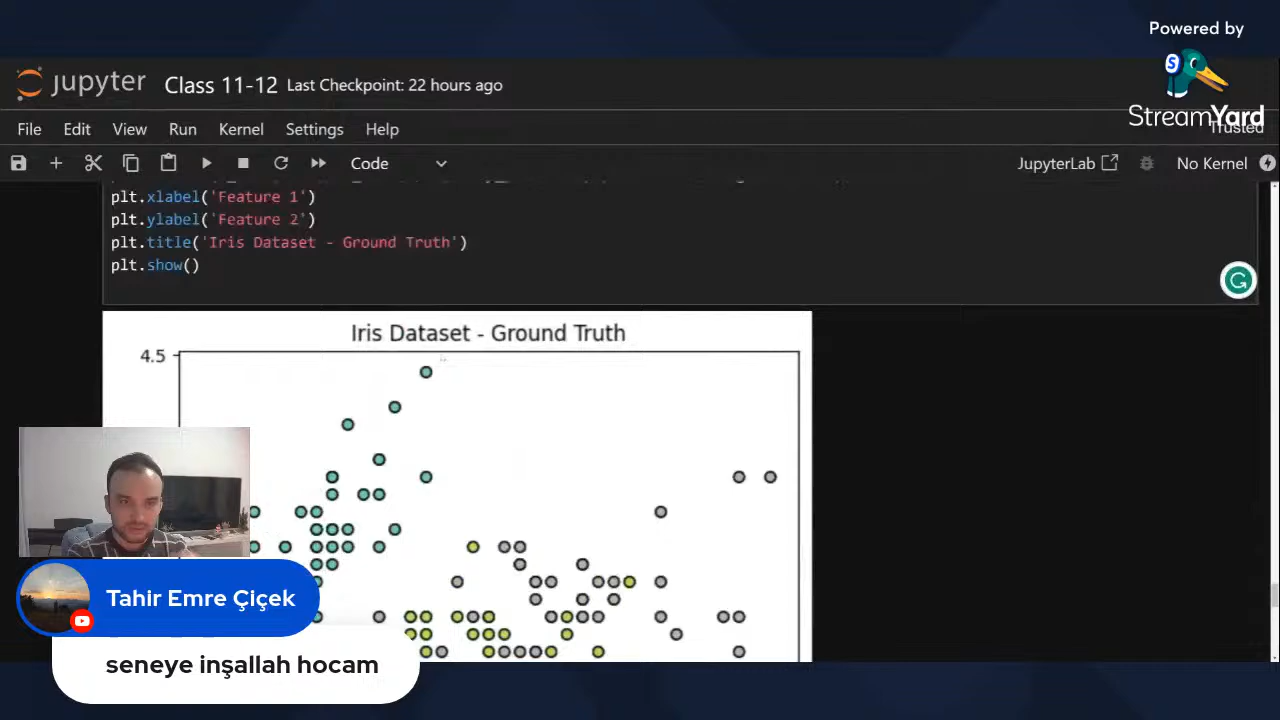 Powered by
StreamYard
jupyter Class 11-12 Last Checkpoint: 22 hours ago
Trusted
File Edit View Run Kernel Settings Help
Code
JupyterLab
No Kernel
plt.xlabel('Feature 1')
plt.ylabel('Feature 2')
plt.title('Iris Dataset - Ground Truth')
plt.show()
Iris Dataset - Ground Truth
4.5
Tahir Emre Çiçek
seneye inşallah hocam